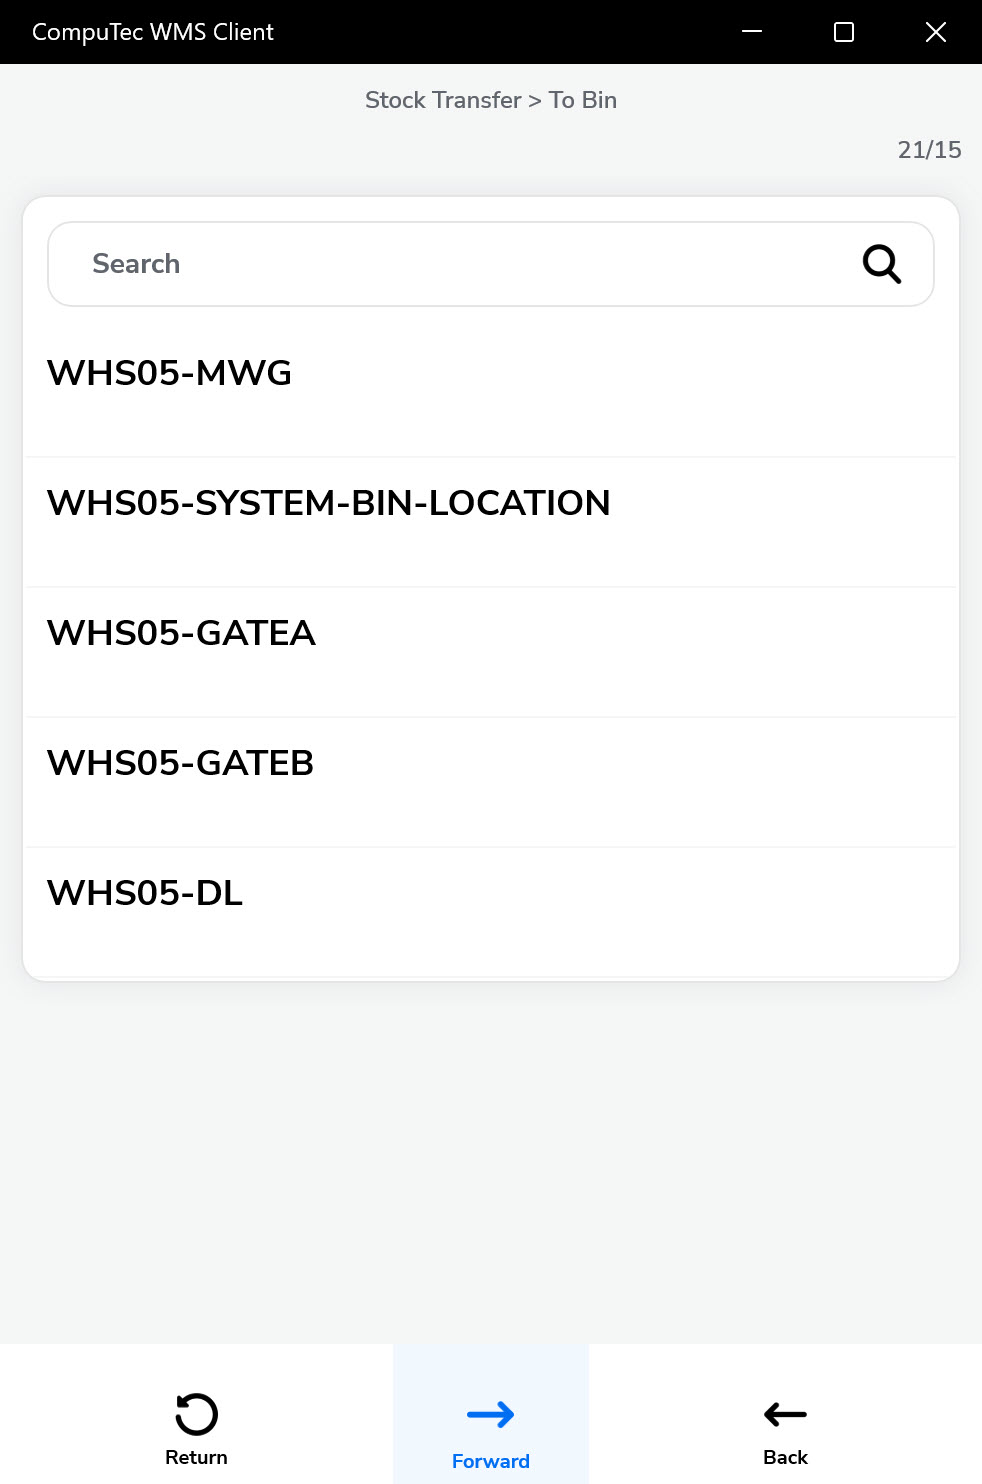 CompuTec WMS Client
Stock Transfer > To Bin
21/15
Search
WHS05-MWG
WHS05-SYSTEM-BIN-LOCATION
WHS05-GATEA
WHS05-GATEB
WHS05-DL
Return
Forward
Back